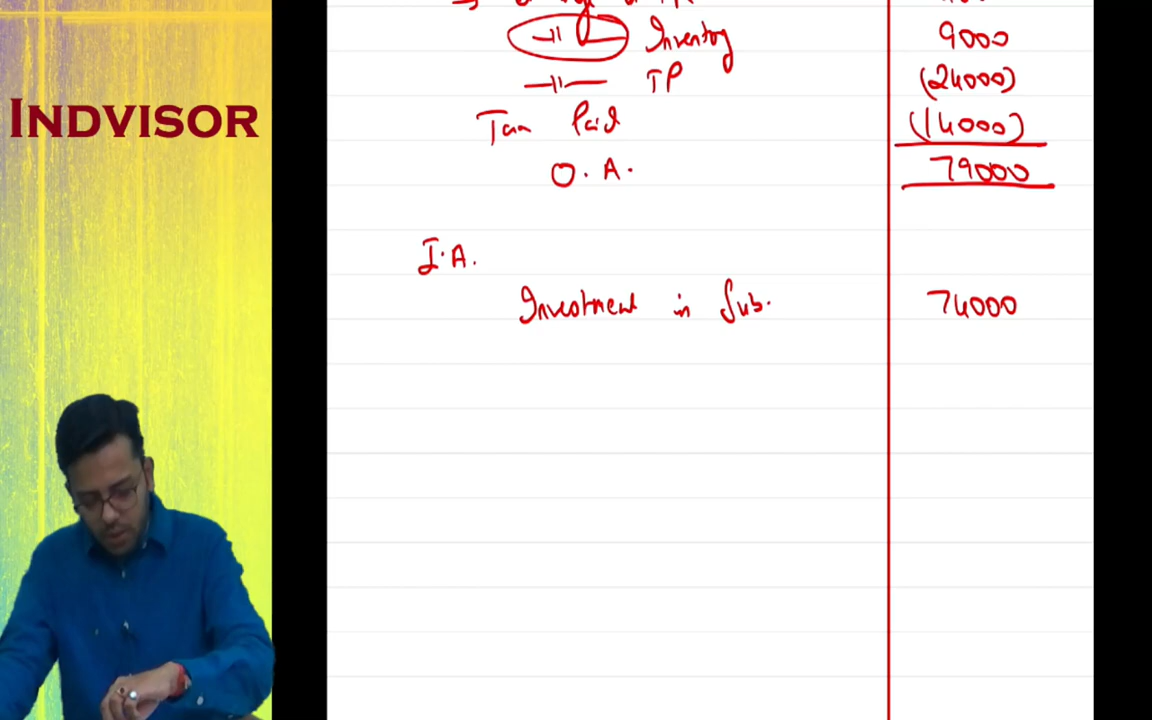 INDVISOR
—||— Inventory 9000
—||— TP (24000)
Tax Paid (14000)
O. A. 79000
I.A.
Investment in Sub. 74000